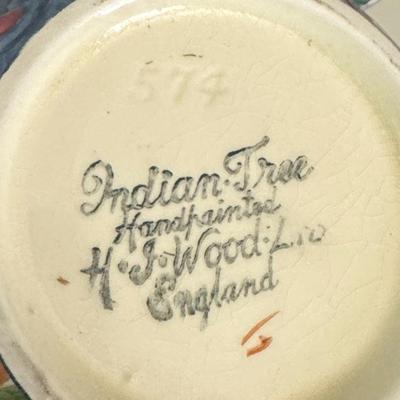 574
Indian·Tree
Handpainted
H·J·Wood·Ltd
England